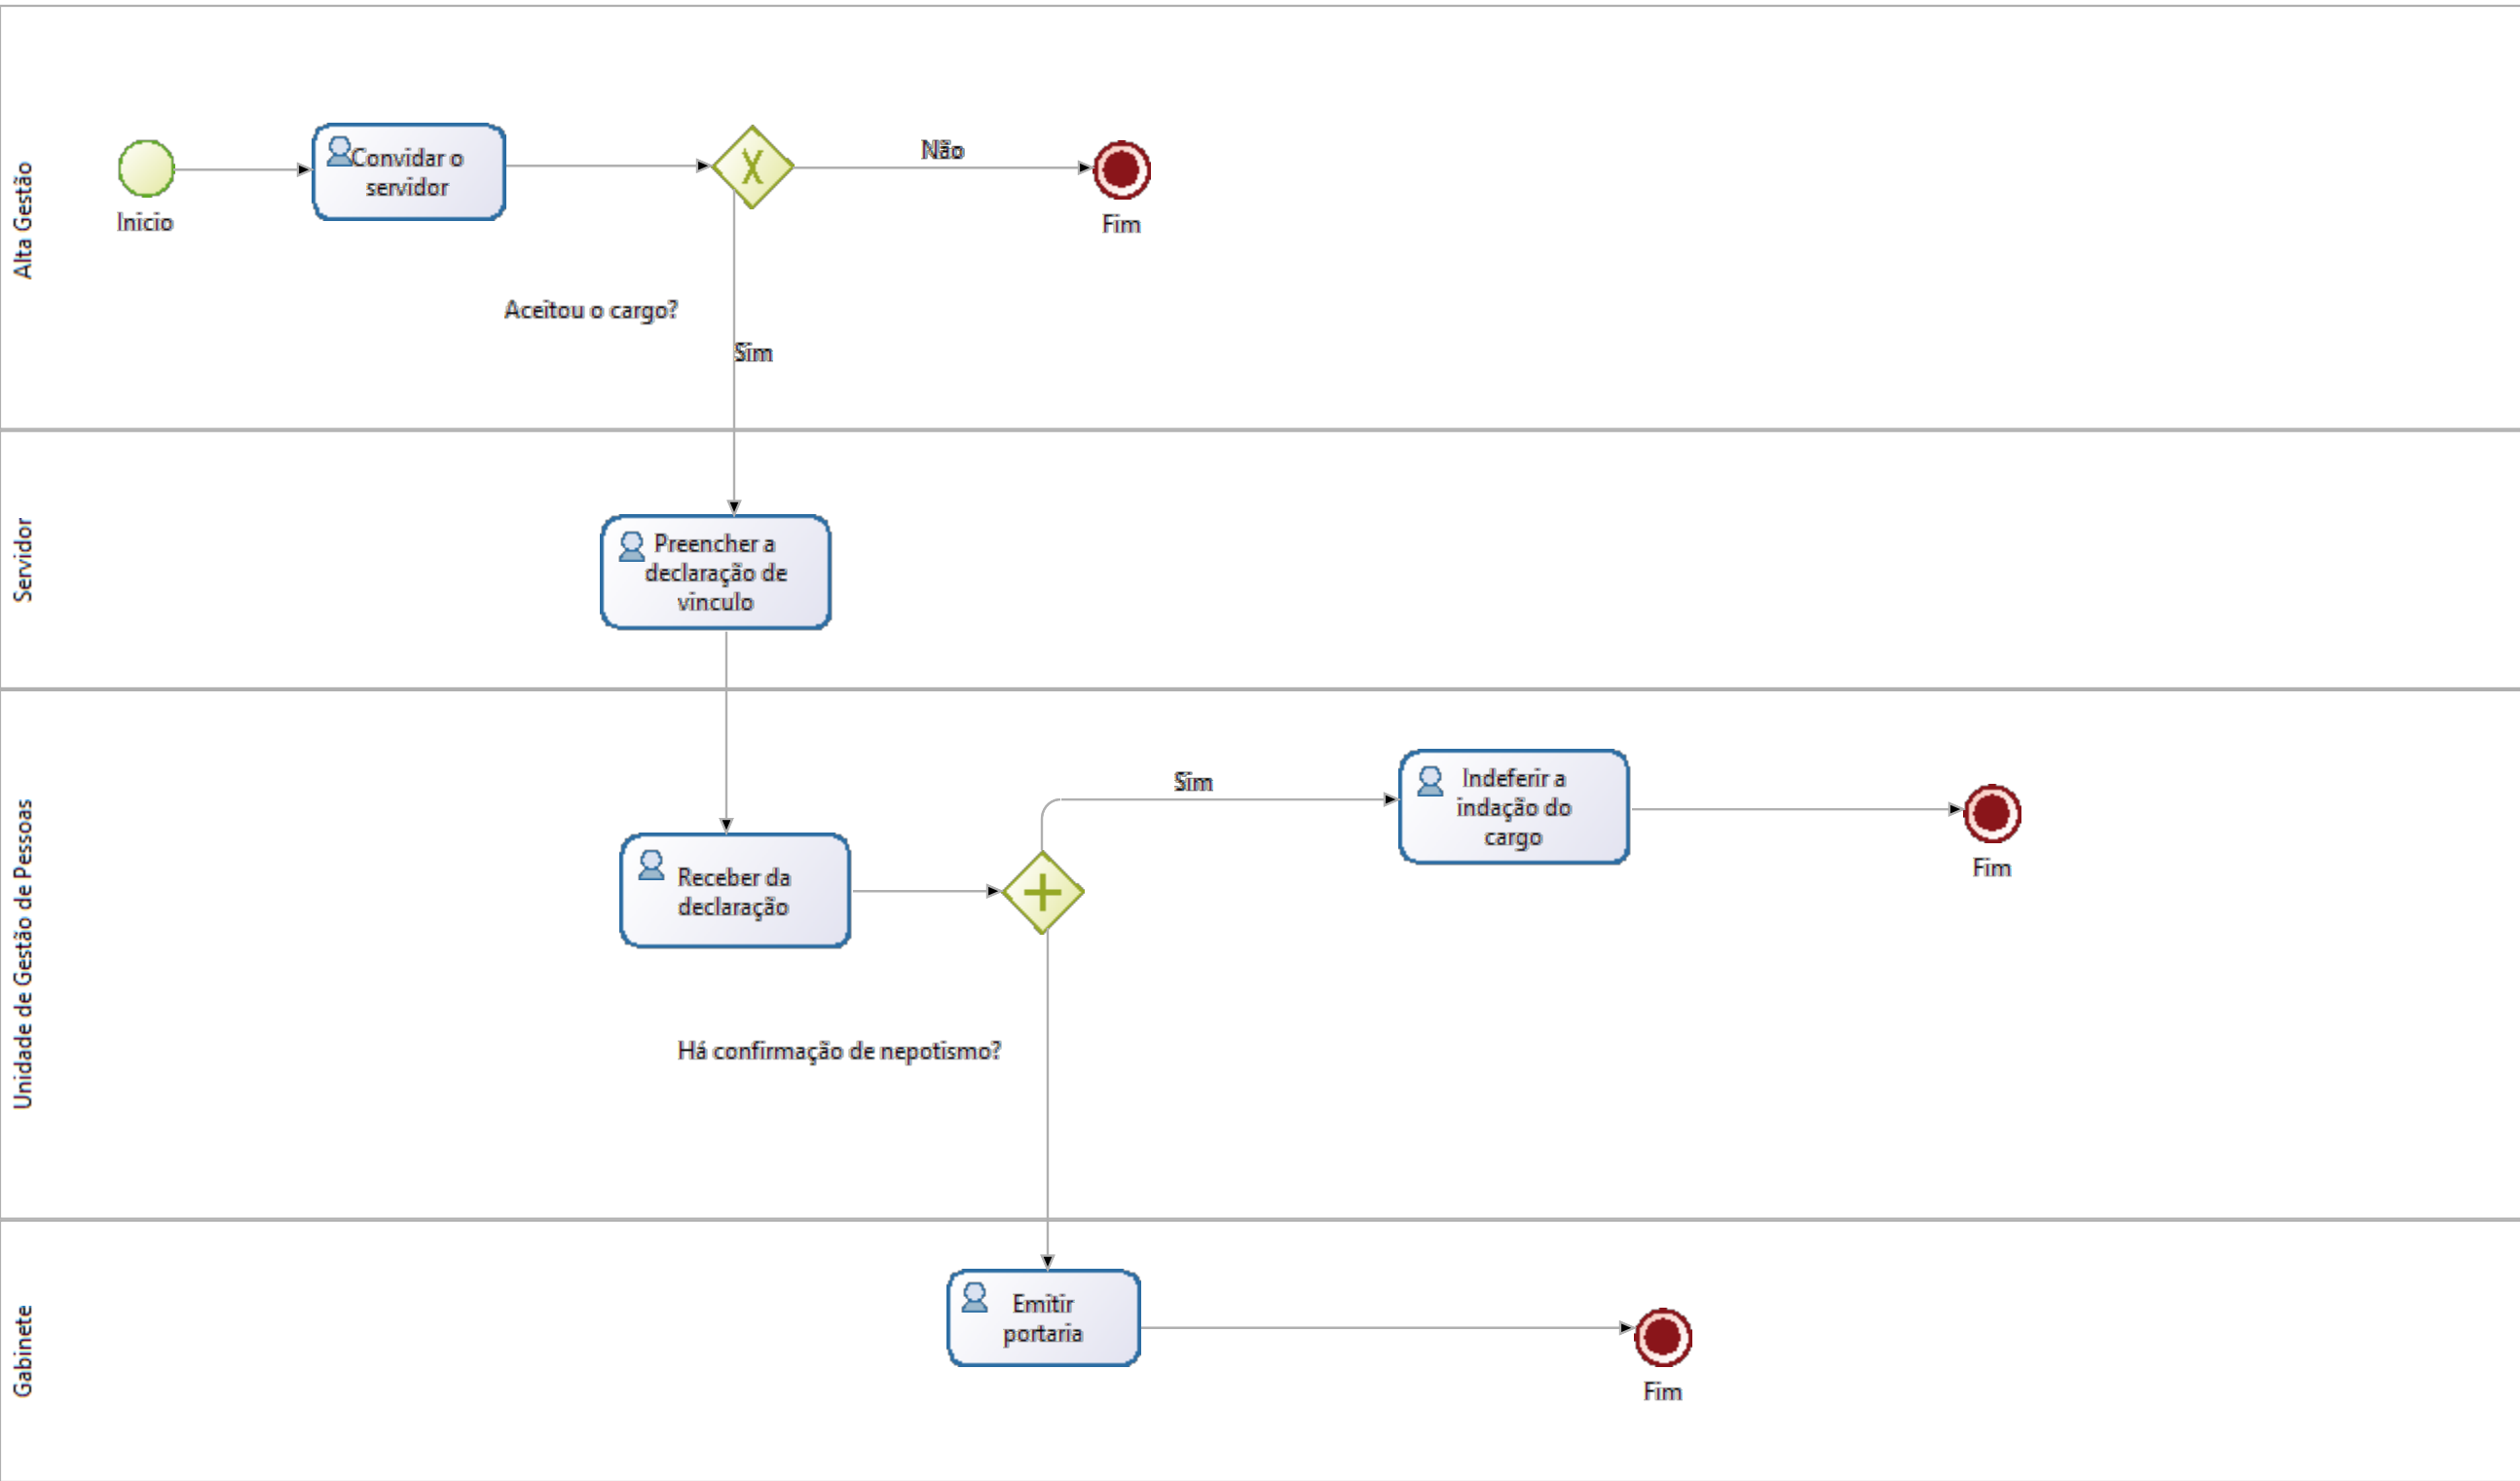 Alta Gestão
Inicio
Convidar o
servidor
Não
Fim
Aceitou o cargo?
Sim
Servidor
Preencher a
declaração de
vinculo
Unidade de Gestão de Pessoas
Receber da
declaração
Sim
Indeferir a
indação do
cargo
Fim
Há confirmação de nepotismo?
Gabinete
Emitir
portaria
Fim